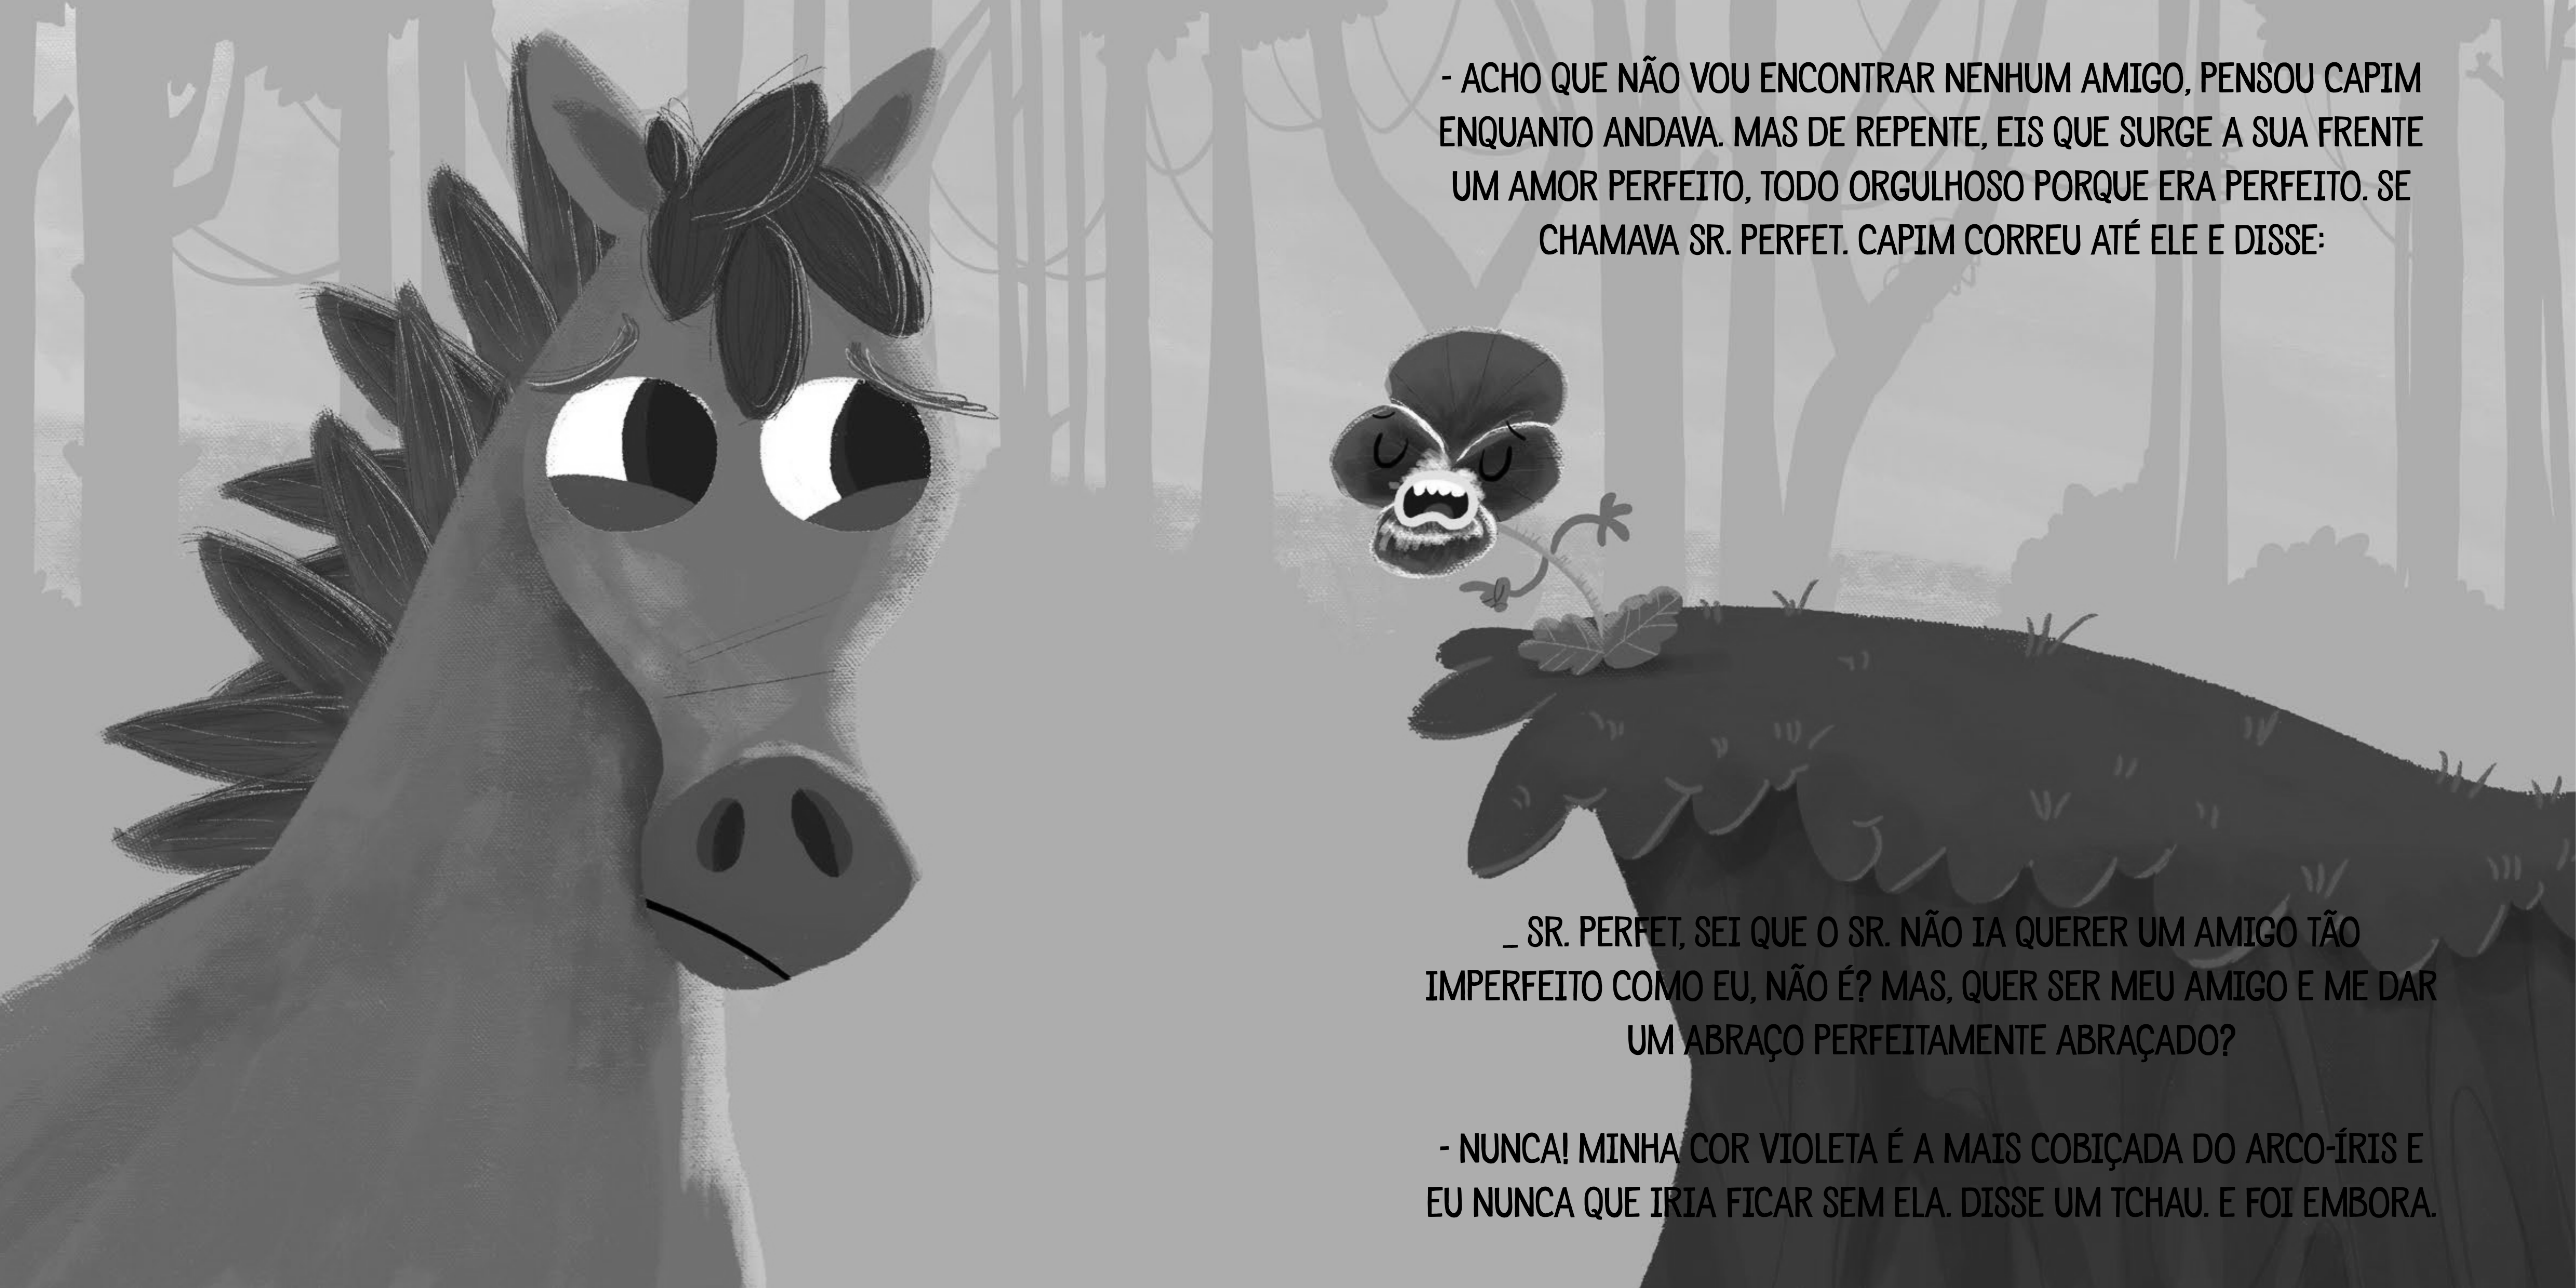 - ACHO QUE NÃO VOU ENCONTRAR NENHUM AMIGO, PENSOU CAPIM
ENQUANTO ANDAVA. MAS DE REPENTE, EIS QUE SURGE A SUA FRENTE
UM AMOR PERFEITO, TODO ORGULHOSO PORQUE ERA PERFEITO. SE
CHAMAVA SR. PERFET. CAPIM CORREU ATÉ ELE E DISSE:
_ SR. PERFET, SEI QUE O SR. NÃO IA QUERER UM AMIGO TÃO
IMPERFEITO COMO EU, NÃO É? MAS, QUER SER MEU AMIGO E ME DAR
UM ABRAÇO PERFEITAMENTE ABRAÇADO?
- NUNCA! MINHA COR VIOLETA É A MAIS COBIÇADA DO ARCO-ÍRIS E
EU NUNCA QUE IRIA FICAR SEM ELA. DISSE UM TCHAU. E FOI EMBORA.